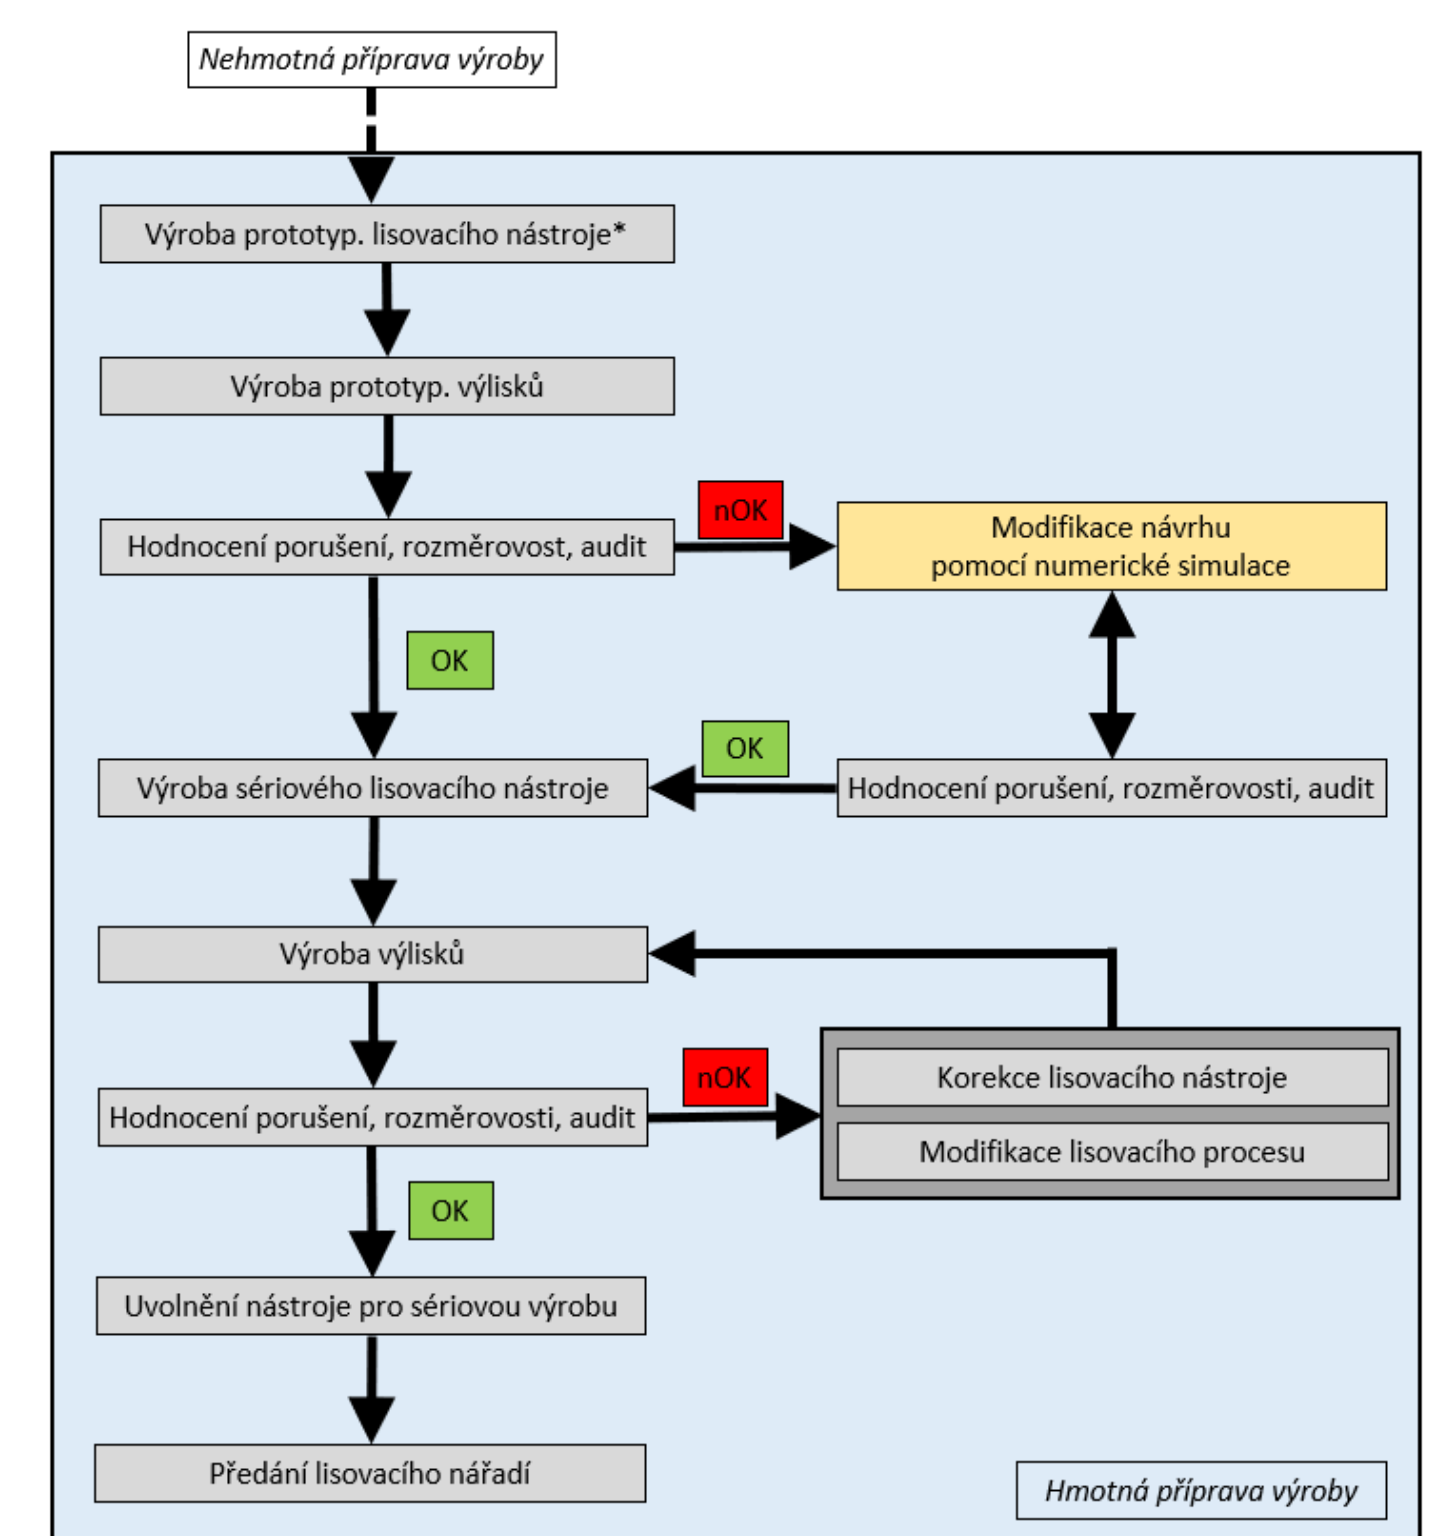 Nehmotná příprava výroby
Výroba prototyp. lisovacího nástroje*
Výroba prototyp. výlisků
Hodnocení porušení, rozměrovost, audit
nOK
Modifikace návrhu
pomocí numerické simulace
OK
OK
Výroba sériového lisovacího nástroje
Hodnocení porušení, rozměrovosti, audit
Výroba výlisků
Hodnocení porušení, rozměrovosti, audit
nOK
Korekce lisovacího nástroje
Modifikace lisovacího procesu
OK
Uvolnění nástroje pro sériovou výrobu
Předání lisovacího nářadí
Hmotná příprava výroby